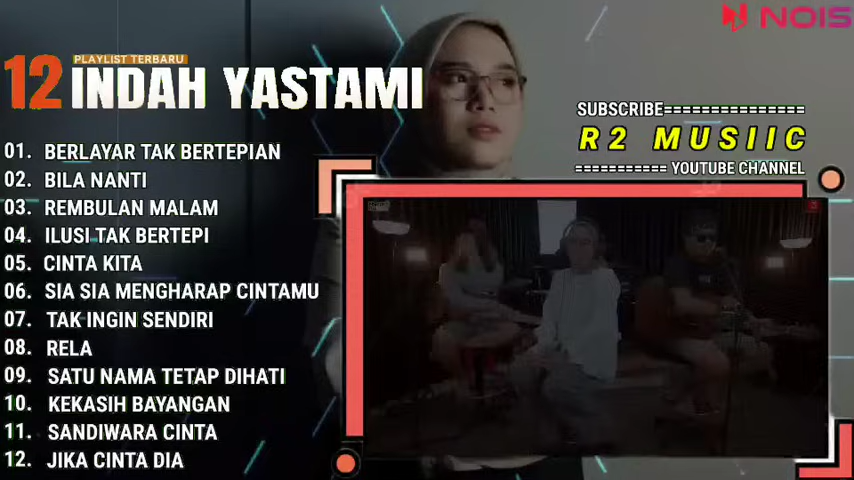 NOIS
PLAYLIST TERBARU
12 INDAH YASTAMI
SUBSCRIBE===============
R2 MUSIIC
=========== YOUTUBE CHANNEL
01. BERLAYAR TAK BERTEPIAN
02. BILA NANTI
03. REMBULAN MALAM
04. ILUSI TAK BERTEPI
05. CINTA KITA
06. SIA SIA MENGHARAP CINTAMU
07. TAK INGIN SENDIRI
08. RELA
09. SATU NAMA TETAP DIHATI
10. KEKASIH BAYANGAN
11. SANDIWARA CINTA
12. JIKA CINTA DIA